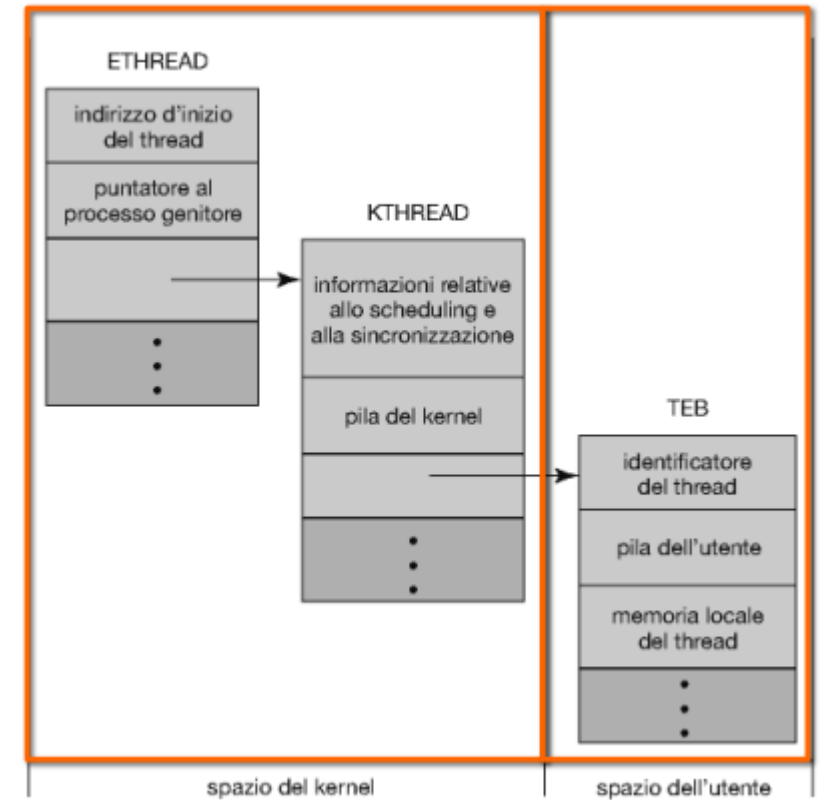 ETHREAD
indirizzo d'inizio
del thread
puntatore al
processo genitore
KTHREAD
informazioni relative
allo scheduling e
alla sincronizzazione
pila del kernel
TEB
identificatore
del thread
pila dell'utente
memoria locale
del thread
spazio del kernel
spazio dell'utente